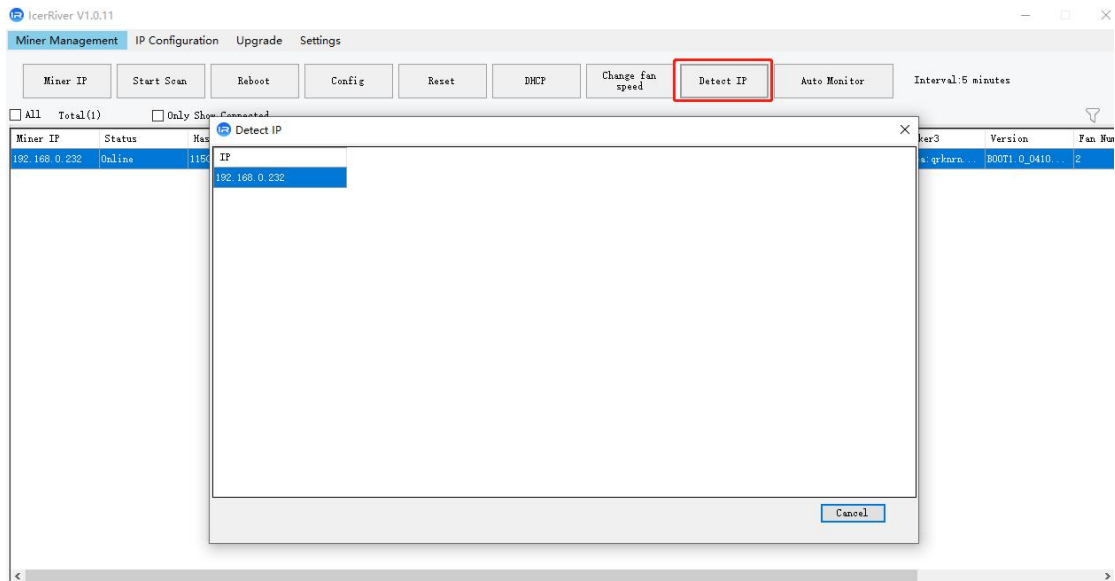 IcerRiver V1.0.11
Miner Management IP Configuration Upgrade Settings
Miner IP Start Scan Reboot Config Reset DHCP Change fan speed Detect IP Auto Monitor Interval:5 minutes
All Total(1) Only Show Connected
Detect IP
Miner IP Status Has ker3 Version Fan Num
192.168.0.232 Online 1150 a:qrknrn... BOOT1.0_0410... 2
IP
192.168.0.232
Cancel